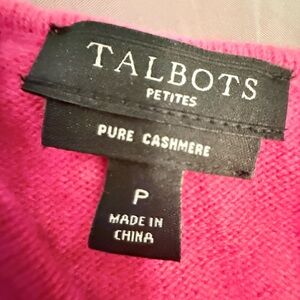 TALBOTS
PETITES
PURE CASHMERE
P
MADE IN
CHINA